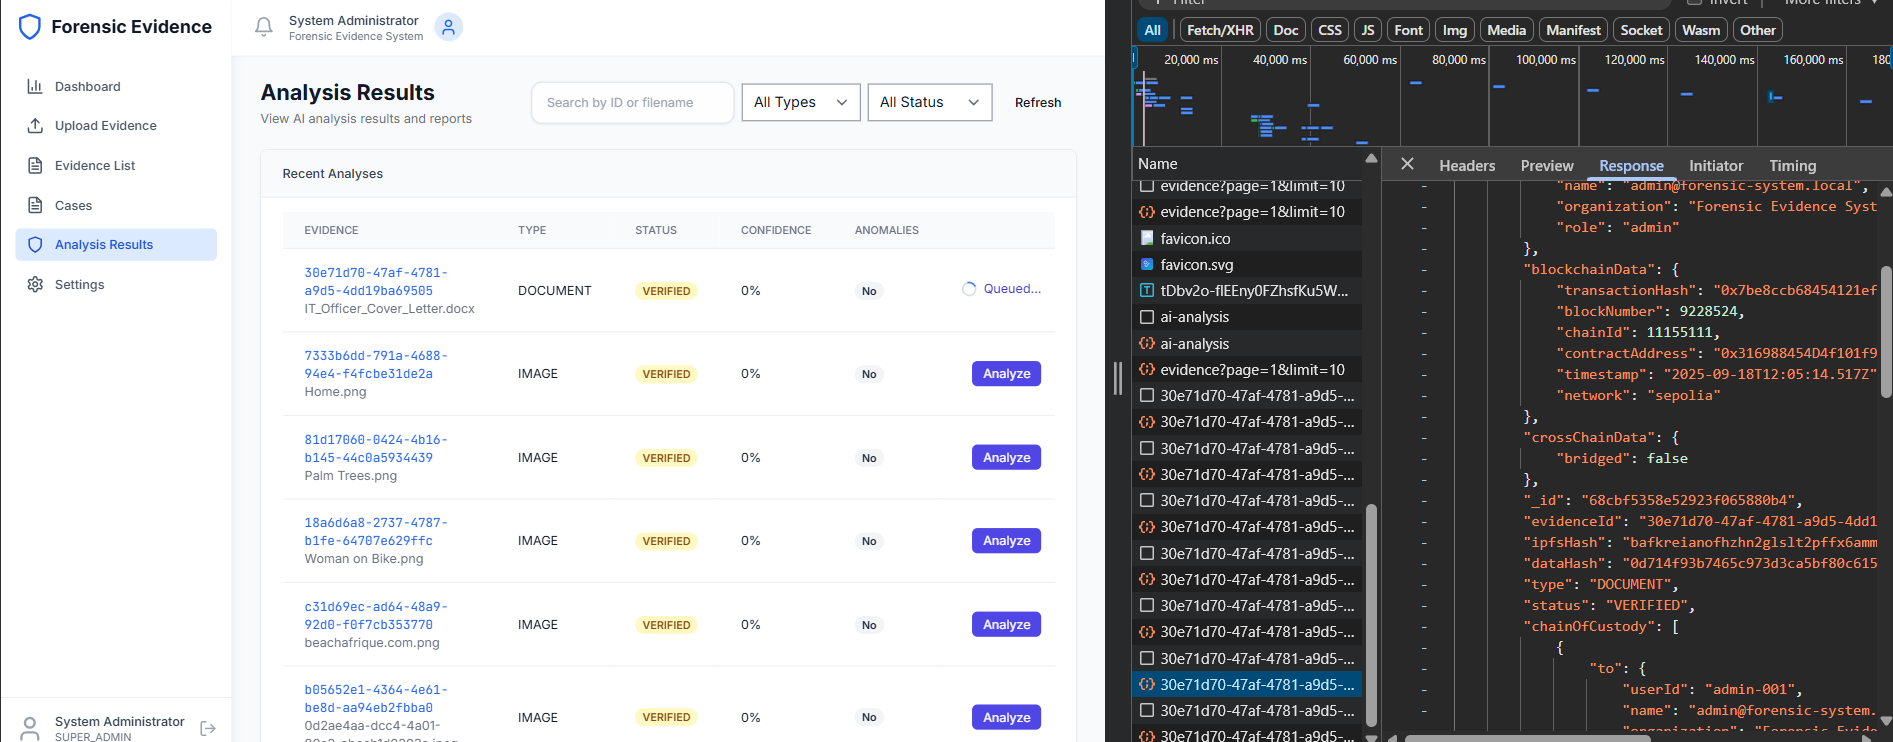 Forensic Evidence
System Administrator
Forensic Evidence System
Dashboard
Upload Evidence
Evidence List
Cases
Analysis Results
Settings
System Administrator
SUPER_ADMIN
Analysis Results
View AI analysis results and reports
Search by ID or filename
All Types
All Status
Refresh
Recent Analyses
EVIDENCE TYPE STATUS CONFIDENCE ANOMALIES
30e71d70-47af-4781-
a9d5-4dd19ba69505
IT_Officer_Cover_Letter.docx
DOCUMENT VERIFIED 0% No Queued...
7333b6dd-791a-4688-
94e4-f4fcbe31de2a
Home.png
IMAGE VERIFIED 0% No Analyze
81d17060-0424-4b16-
b145-44c0a5934439
Palm Trees.png
IMAGE VERIFIED 0% No Analyze
18a6d6a8-2737-4787-
b1fe-64707e629ffc
Woman on Bike.png
IMAGE VERIFIED 0% No Analyze
c31d69ec-ad64-48a9-
92d0-f0f7cb353770
beachafrique.com.png
IMAGE VERIFIED 0% No Analyze
b05652e1-4364-4e61-
be8d-aa94eb2fbba0
0d2ae4aa-dcc4-4a01-
IMAGE VERIFIED 0% No Analyze
Filter Invert More filters
All Fetch/XHR Doc CSS JS Font Img Media Manifest Socket Wasm Other
20,000 ms 40,000 ms 60,000 ms 80,000 ms 100,000 ms 120,000 ms 140,000 ms 160,000 ms 180
Name
evidence?page=1&limit=10
evidence?page=1&limit=10
favicon.ico
favicon.svg
tDbv2o-flEEny0FZhsfKu5W...
ai-analysis
ai-analysis
evidence?page=1&limit=10
30e71d70-47af-4781-a9d5-...
30e71d70-47af-4781-a9d5-...
30e71d70-47af-4781-a9d5-...
30e71d70-47af-4781-a9d5-...
30e71d70-47af-4781-a9d5-...
30e71d70-47af-4781-a9d5-...
30e71d70-47af-4781-a9d5-...
30e71d70-47af-4781-a9d5-...
30e71d70-47af-4781-a9d5-...
30e71d70-47af-4781-a9d5-...
30e71d70-47af-4781-a9d5-...
30e71d70-47af-4781-a9d5-...
30e71d70-47af-4781-a9d5-...
30e71d70-47af-4781-a9d5-...
Headers Preview Response Initiator Timing
"name": "admin@forensic-system.local",
"organization": "Forensic Evidence Syst
"role": "admin"
},
"blockchainData": {
"transactionHash": "0x7be8ccb68454121ef
"blockNumber": 9228524,
"chainId": 11155111,
"contractAddress": "0x316988454D4f101f9
"timestamp": "2025-09-18T12:05:14.517Z"
"network": "sepolia"
},
"crossChainData": {
"bridged": false
},
"_id": "68cbf5358e52923f065880b4",
"evidenceId": "30e71d70-47af-4781-a9d5-4dd1
"ipfsHash": "bafkreianofhzhn2glslt2pffx6amm
"dataHash": "0d714f93b7465c973d3ca5bf80c615
"type": "DOCUMENT",
"status": "VERIFIED",
"chainOfCustody": [
{
"to": {
"userId": "admin-001",
"name": "admin@forensic-system.
"organization": "Forensic Evide